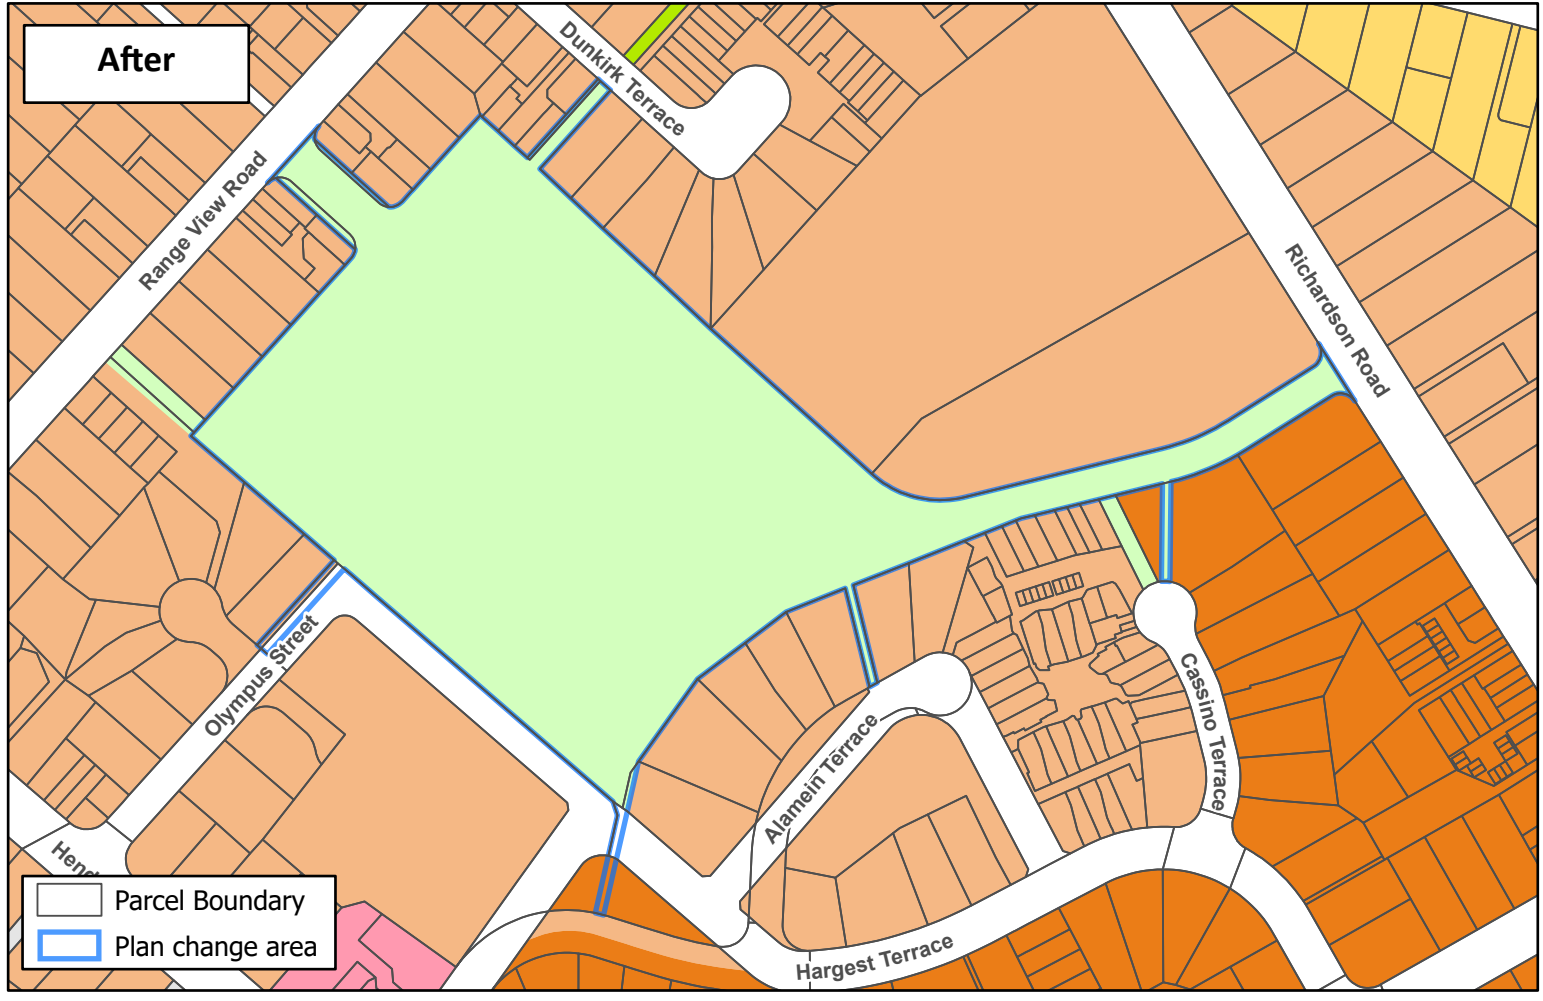 After
Dunkirk Terrace
Range View Road
Richardson Road
Olympus Street
Cassino Terrace
Alamein Terrace
Hend
Parcel Boundary
Plan change area
Hargest Terrace